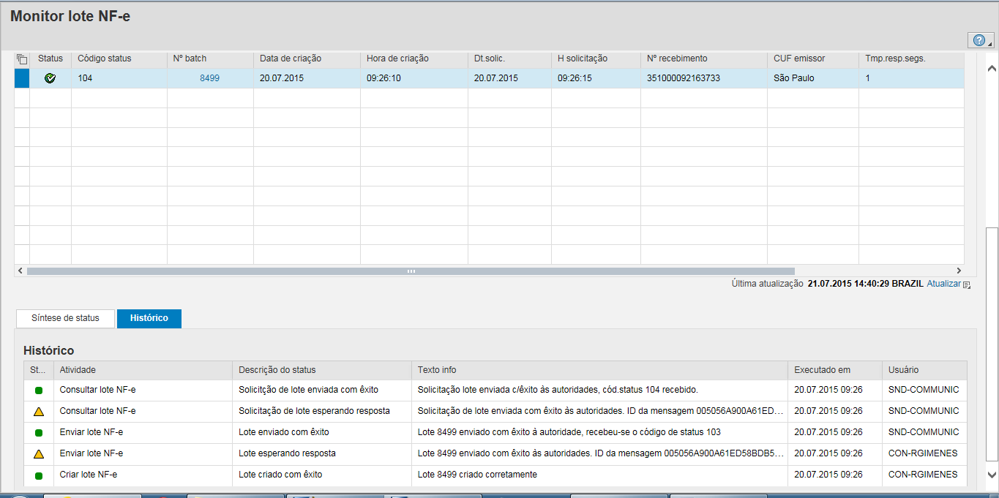 Monitor lote NF-e
Status Código status Nº batch Data de criação Hora de criação Dt.solic. H solicitação Nº recebimento CUF emissor Tmp.resp.segs.
104 8499 20.07.2015 09:26:10 20.07.2015 09:26:15 351000092163733 São Paulo 1
Última atualização 21.07.2015 14:40:29 BRAZIL Atualizar
Síntese de status Histórico
Histórico
St... Atividade Descrição do status Texto info Executado em Usuário
Consultar lote NF-e Solicitção de lote enviada com êxito Solicitação lote enviada c/êxito às autoridades, cód.status 104 recebido. 20.07.2015 09:26 SND-COMMUNIC
Consultar lote NF-e Solicitação de lote esperando resposta Solicitação de lote enviada com êxito às autoridades. ID da mensagem 005056A900A61ED... 20.07.2015 09:26 SND-COMMUNIC
Enviar lote NF-e Lote enviado com êxito Lote 8499 enviado com êxito à autoridade, recebeu-se o código de status 103 20.07.2015 09:26 SND-COMMUNIC
Enviar lote NF-e Lote esperando resposta Lote 8499 enviado com êxito às autoridades. ID da mensagem 005056A900A61ED58BDB5... 20.07.2015 09:26 CON-RGIMENES
Criar lote NF-e Lote criado com êxito Lote 8499 criado corretamente 20.07.2015 09:26 CON-RGIMENES